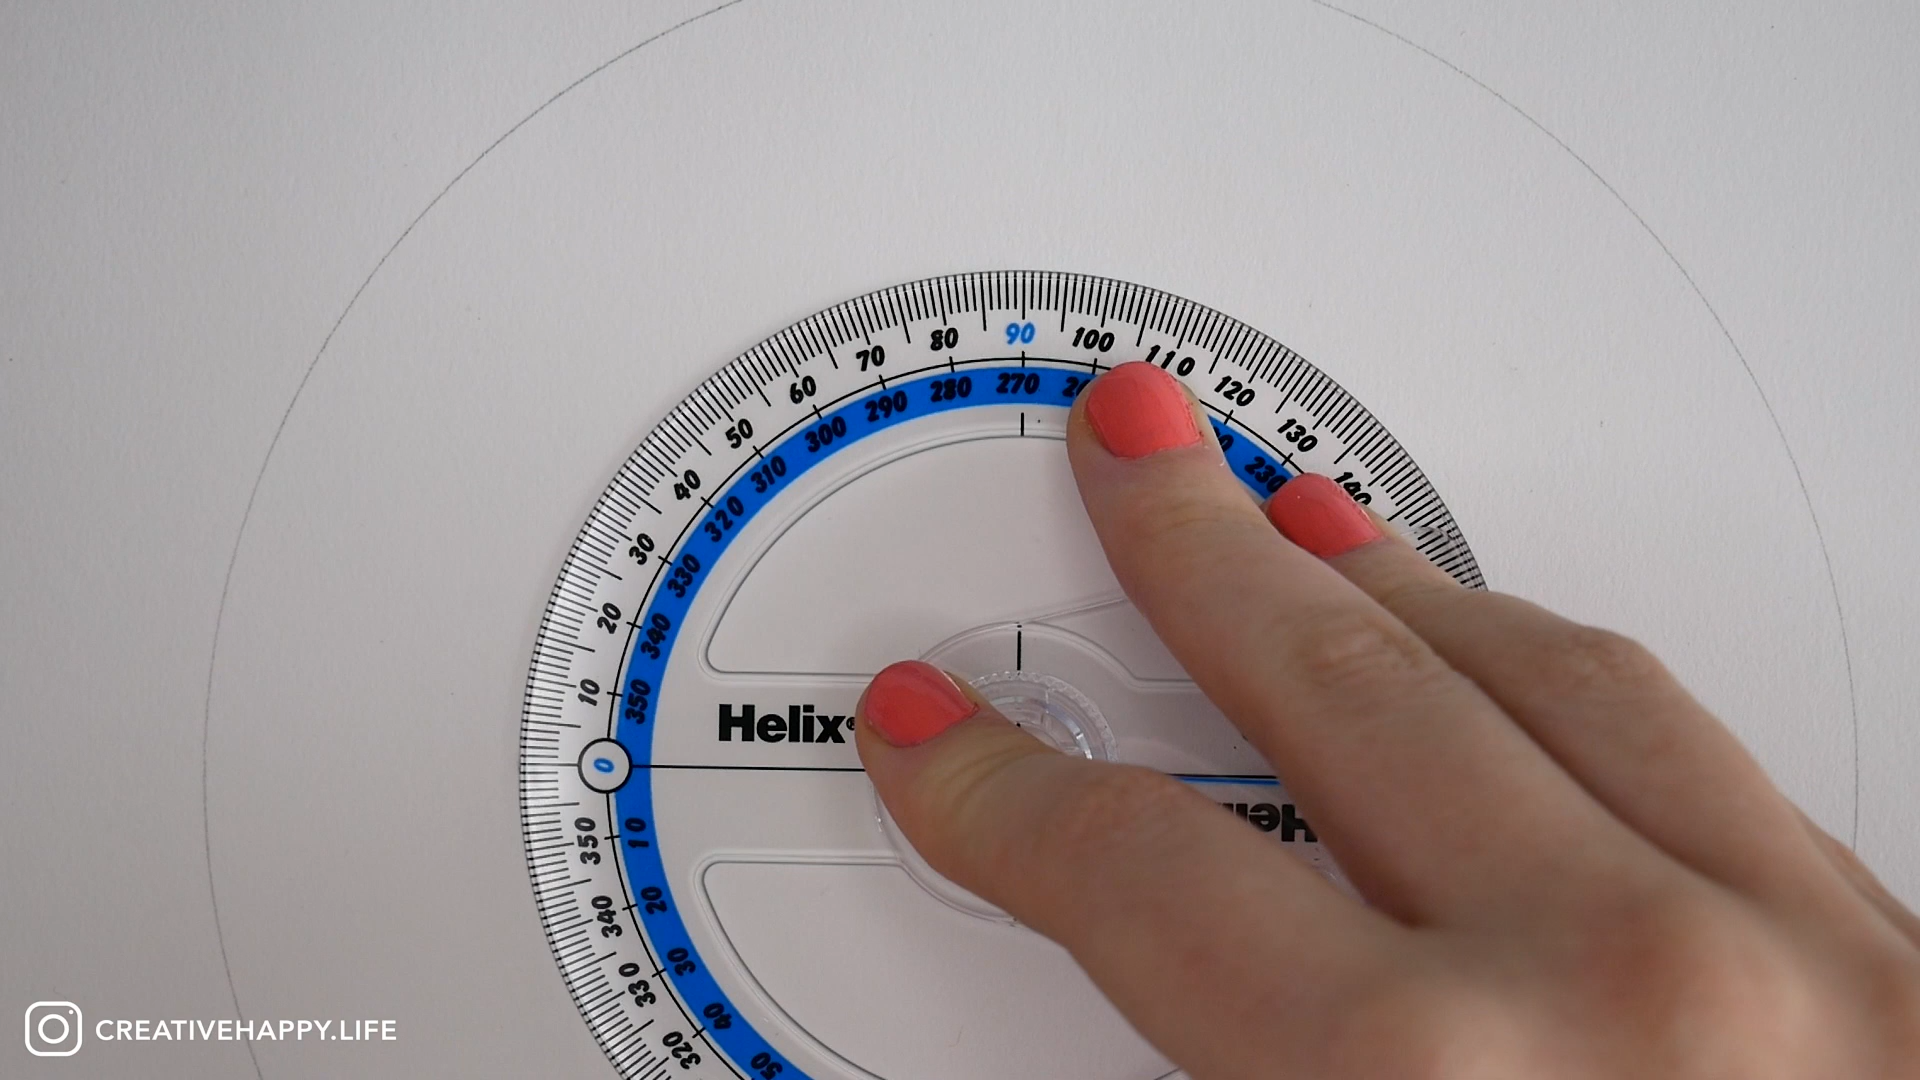 10 20 30 40 50 60 70 80 90 100 110 120 130 140
350 340 330 320 310 300 290 280 270
230
Helix®
0
350 340 330 320
10 20 30 40 50
CREATIVEHAPPY.LIFE